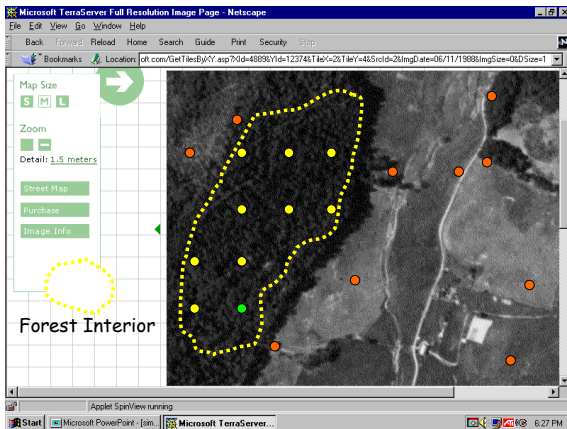 Microsoft TerraServer Full Resolution Image Page - Netscape
File Edit View Go Window Help
Back Forward Reload Home Search Guide Print Security Stop
Bookmarks Location: oft.com/GetTilesByXY.asp?XId=4889&YId=12374&TileX=2&TileY=4&SrcId=2&ImgDate=06/11/1988&ImgSize=0&DSize=1
Map Size
S M L
Zoom
Detail: 1.5 meters
Street Map
Purchase
Image Info
Forest Interior
Applet SpinView running
Start Microsoft PowerPoint - [sim... Microsoft TerraServer... 6:27 PM